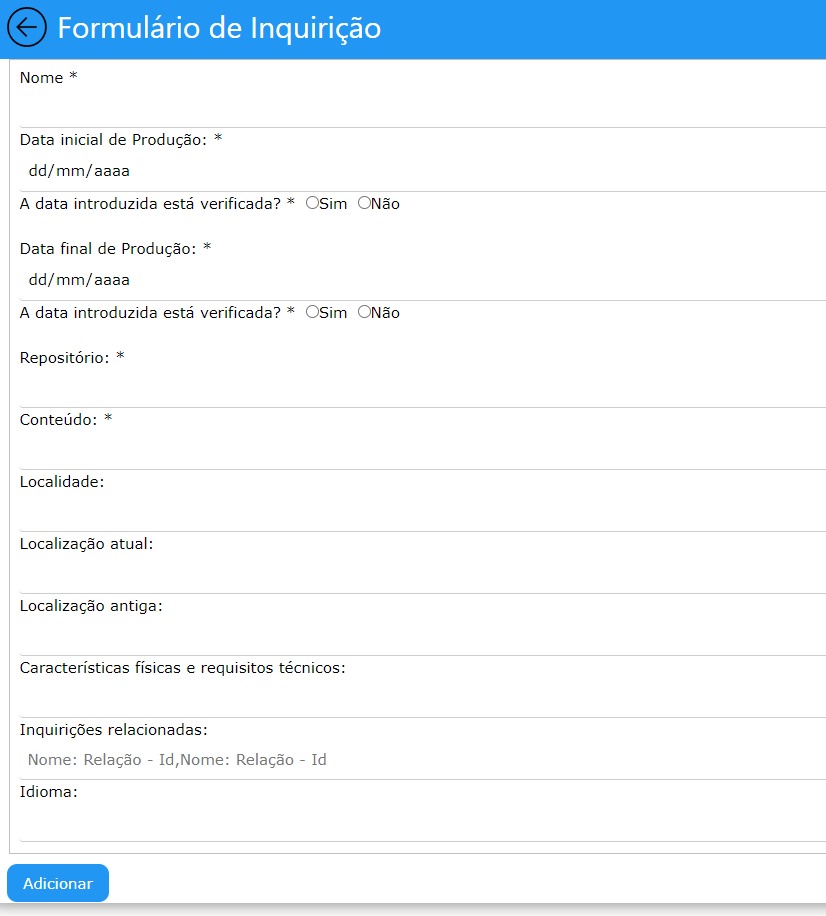 Formulário de Inquirição
Nome *
Data inicial de Produção: *
dd/mm/aaaa
A data introduzida está verificada? * Sim Não
Data final de Produção: *
dd/mm/aaaa
A data introduzida está verificada? * Sim Não
Repositório: *
Conteúdo: *
Localidade:
Localização atual:
Localização antiga:
Características físicas e requisitos técnicos:
Inquirições relacionadas:
Nome: Relação - Id,Nome: Relação - Id
Idioma:
Adicionar